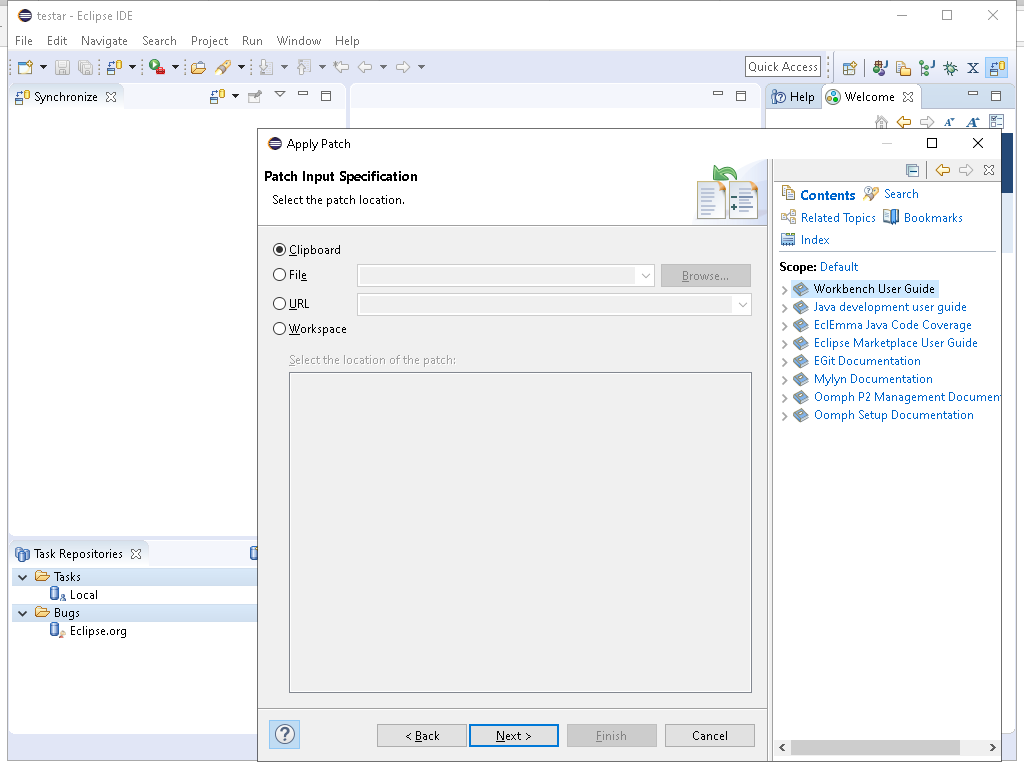 testar - Eclipse IDE
File Edit Navigate Search Project Run Window Help
Quick Access
Synchronize
Help Welcome
Apply Patch
Patch Input Specification
Select the patch location.
Clipboard
File
Browse...
URL
Workspace
Select the location of the patch:
Contents Search
Related Topics Bookmarks
Index
Scope: Default
Workbench User Guide
Java development user guide
EclEmma Java Code Coverage
Eclipse Marketplace User Guide
EGit Documentation
Mylyn Documentation
Oomph P2 Management Documen
Oomph Setup Documentation
Task Repositories
Tasks
Local
Bugs
Eclipse.org
< Back Next > Finish Cancel